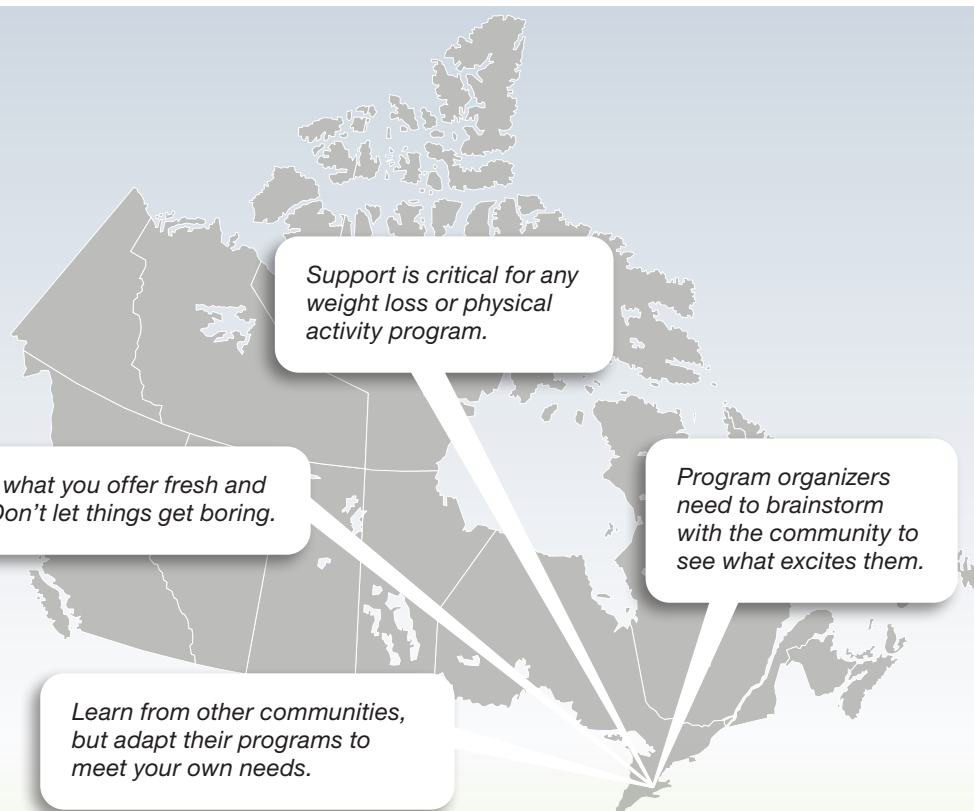 Support is critical for any
weight loss or physical
activity program.
what you offer fresh and
Don't let things get boring.
Program organizers
need to brainstorm
with the community to
see what excites them.
Learn from other communities,
but adapt their programs to
meet your own needs.